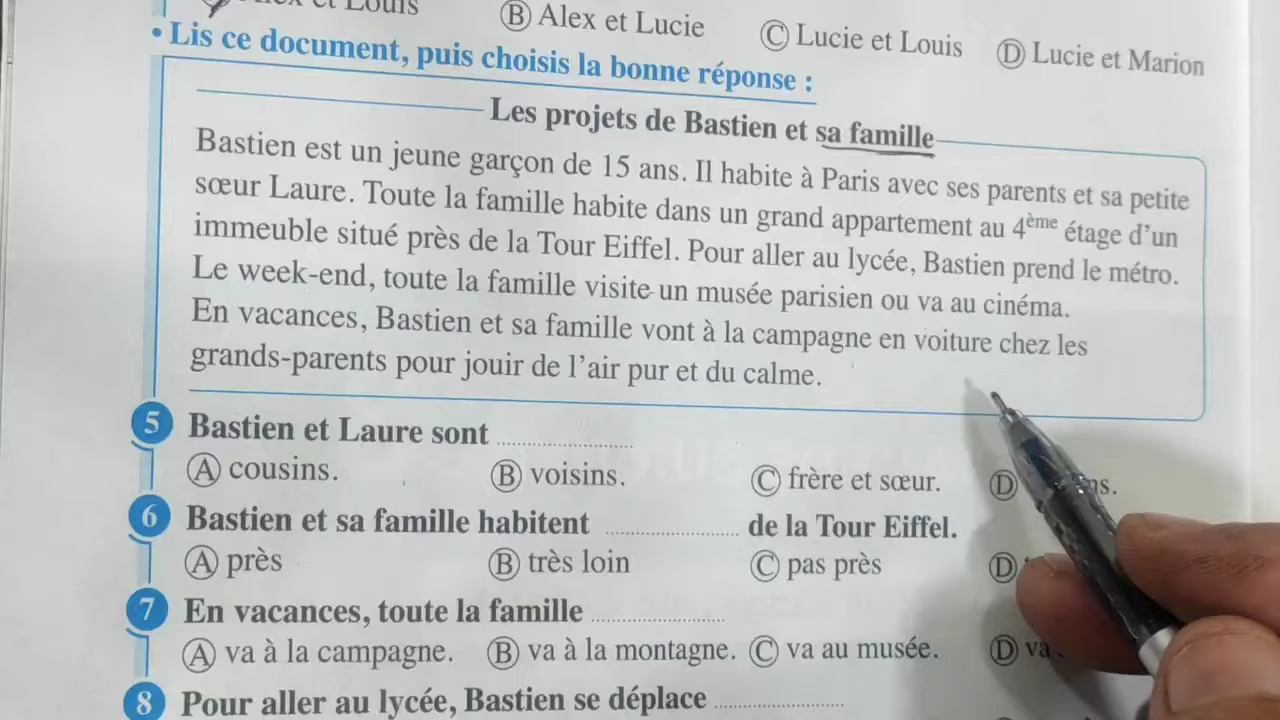 et Louis
Ⓑ Alex et Lucie
Ⓒ Lucie et Louis
Ⓓ Lucie et Marion
• Lis ce document, puis choisis la bonne réponse :
Les projets de Bastien et sa famille
Bastien est un jeune garçon de 15 ans. Il habite à Paris avec ses parents et sa petite
sœur Laure. Toute la famille habite dans un grand appartement au 4ème étage d'un
immeuble situé près de la Tour Eiffel. Pour aller au lycée, Bastien prend le métro.
Le week-end, toute la famille visite un musée parisien ou va au cinéma.
En vacances, Bastien et sa famille vont à la campagne en voiture chez les
grands-parents pour jouir de l'air pur et du calme.
5 Bastien et Laure sont ....................
Ⓐ cousins. Ⓑ voisins. Ⓒ frère et sœur. Ⓓ
6 Bastien et sa famille habitent .................... de la Tour Eiffel.
Ⓐ près Ⓑ très loin Ⓒ pas près Ⓓ
7 En vacances, toute la famille ....................
Ⓐ va à la campagne. Ⓑ va à la montagne. Ⓒ va au musée. Ⓓ va
8 Pour aller au lycée, Bastien se déplace ....................